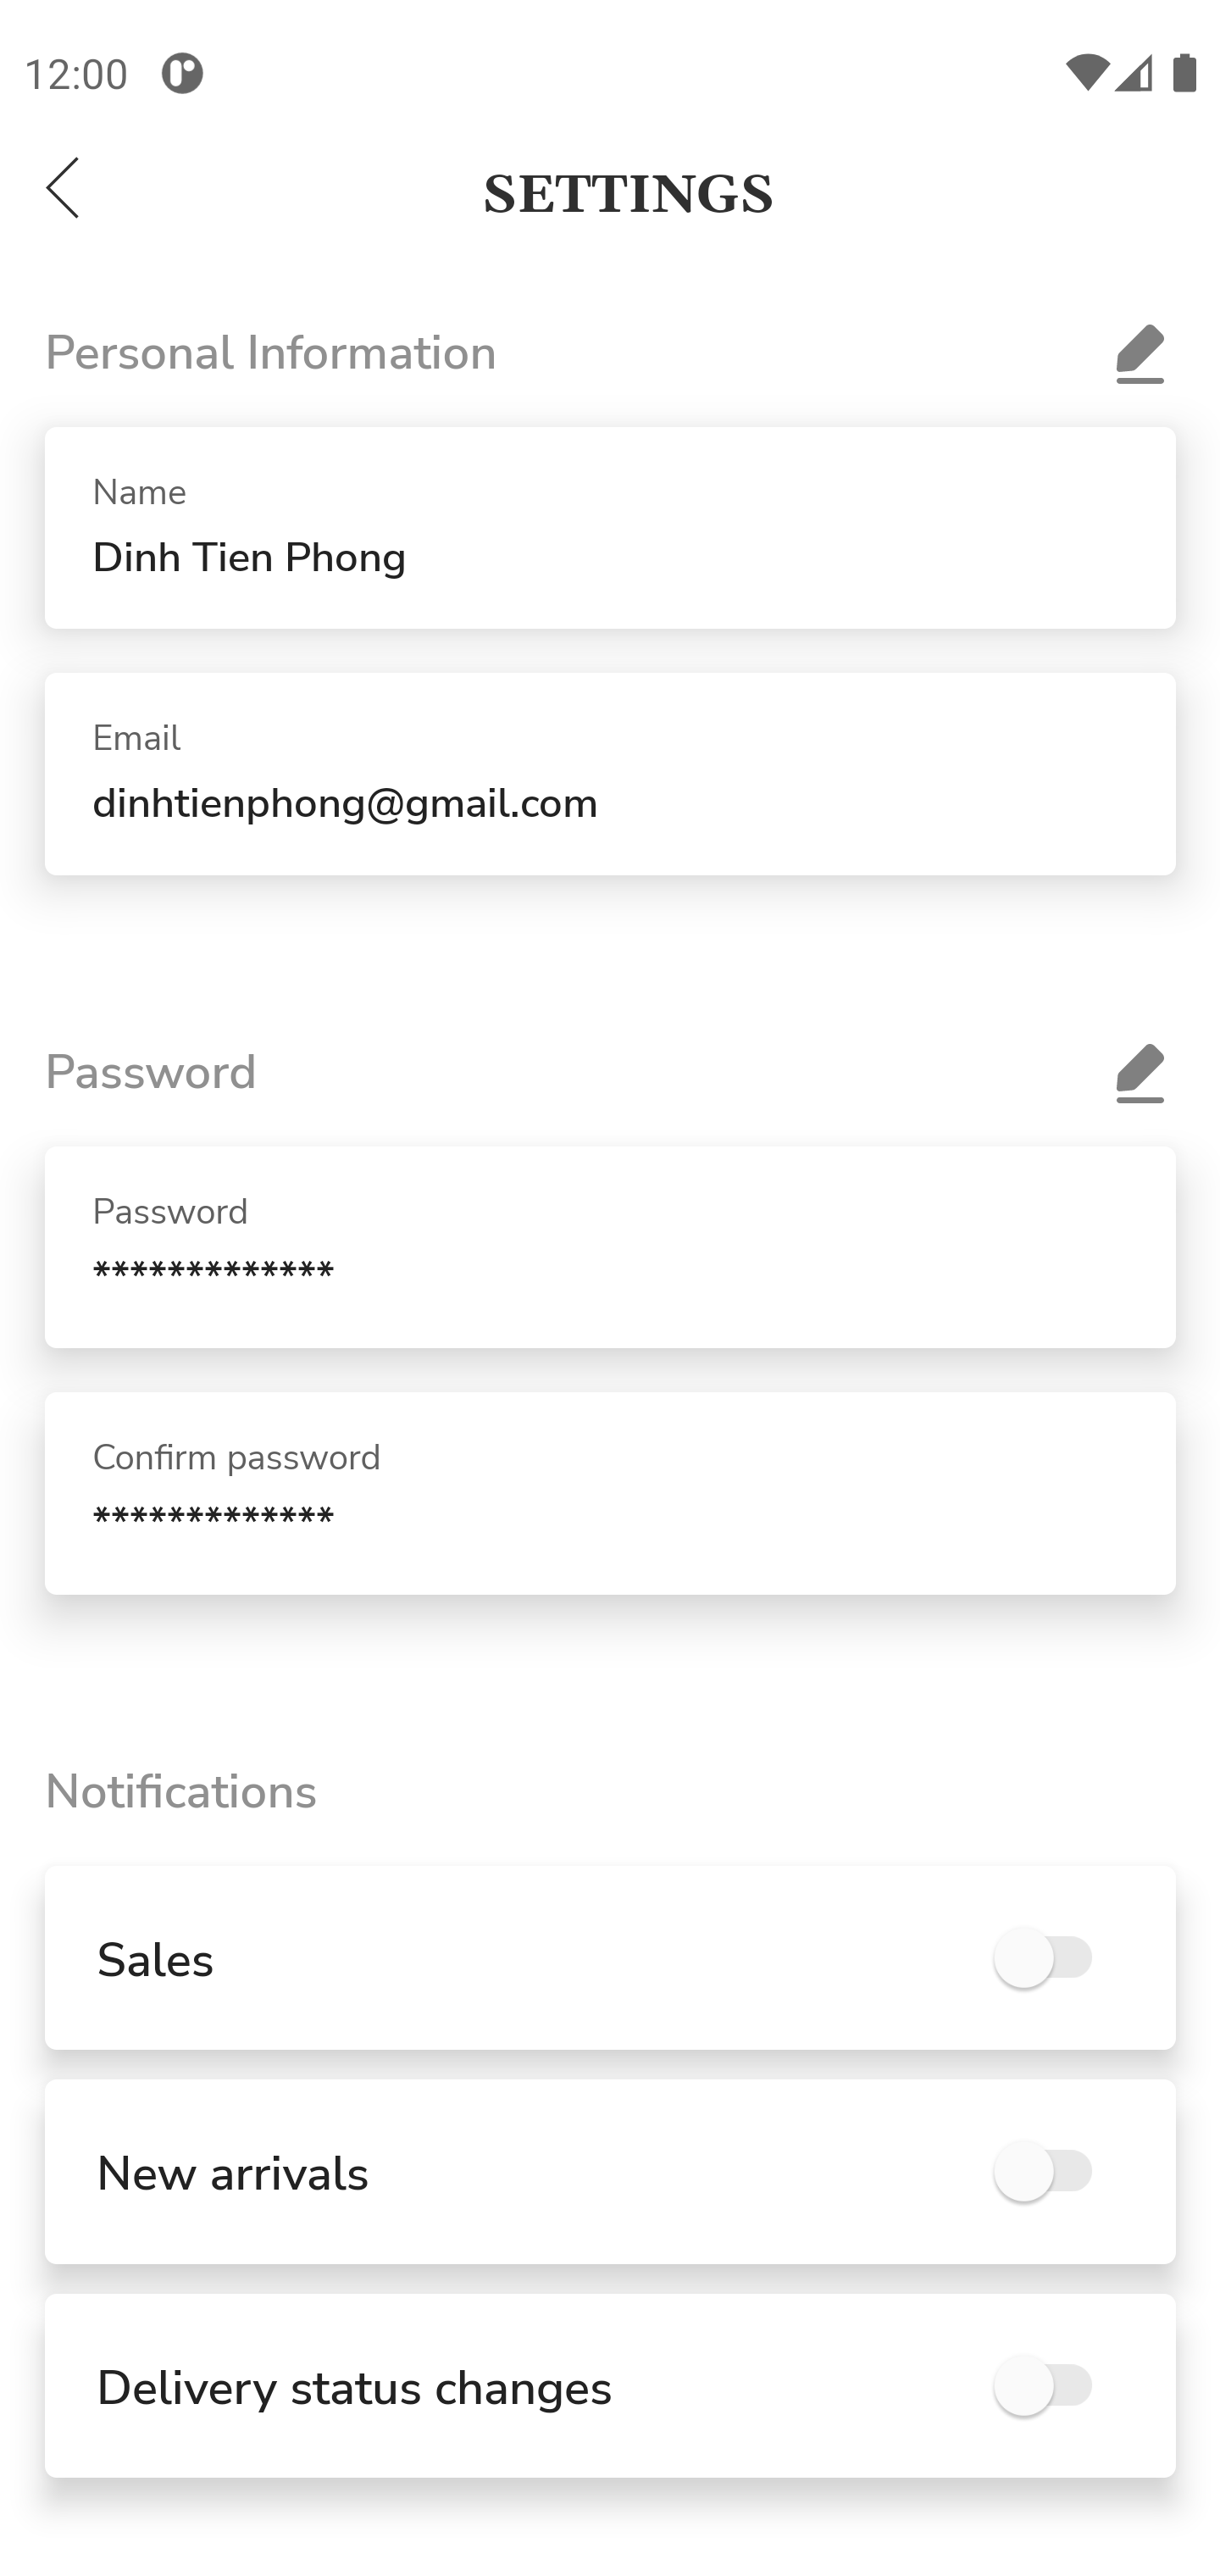 12:00
SETTINGS
Personal Information
Name
Dinh Tien Phong
Email
dinhtienphong@gmail.com
Password
Password
*************
Confirm password
*************
Notifications
Sales
New arrivals
Delivery status changes